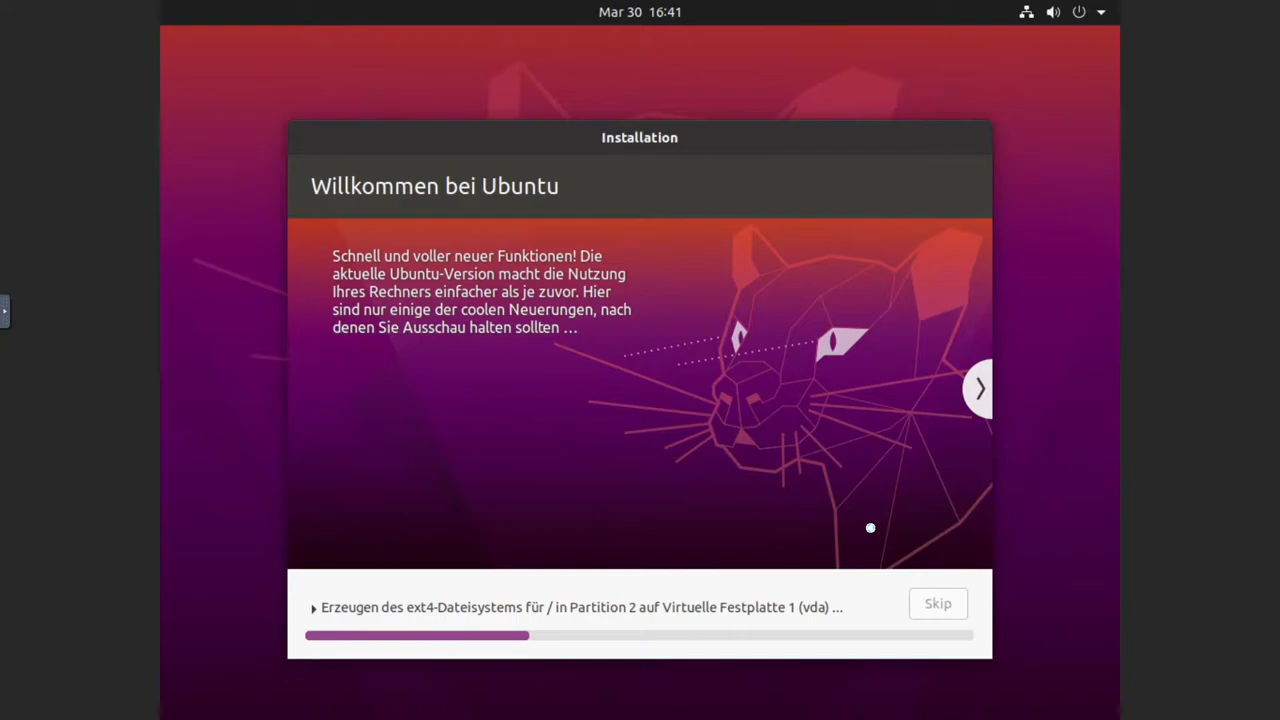 Mar 30 16:41
Installation
Willkommen bei Ubuntu
Schnell und voller neuer Funktionen! Die
aktuelle Ubuntu-Version macht die Nutzung
Ihres Rechners einfacher als je zuvor. Hier
sind nur einige der coolen Neuerungen, nach
denen Sie Ausschau halten sollten …
Erzeugen des ext4-Dateisystems für / in Partition 2 auf Virtuelle Festplatte 1 (vda) ...
Skip